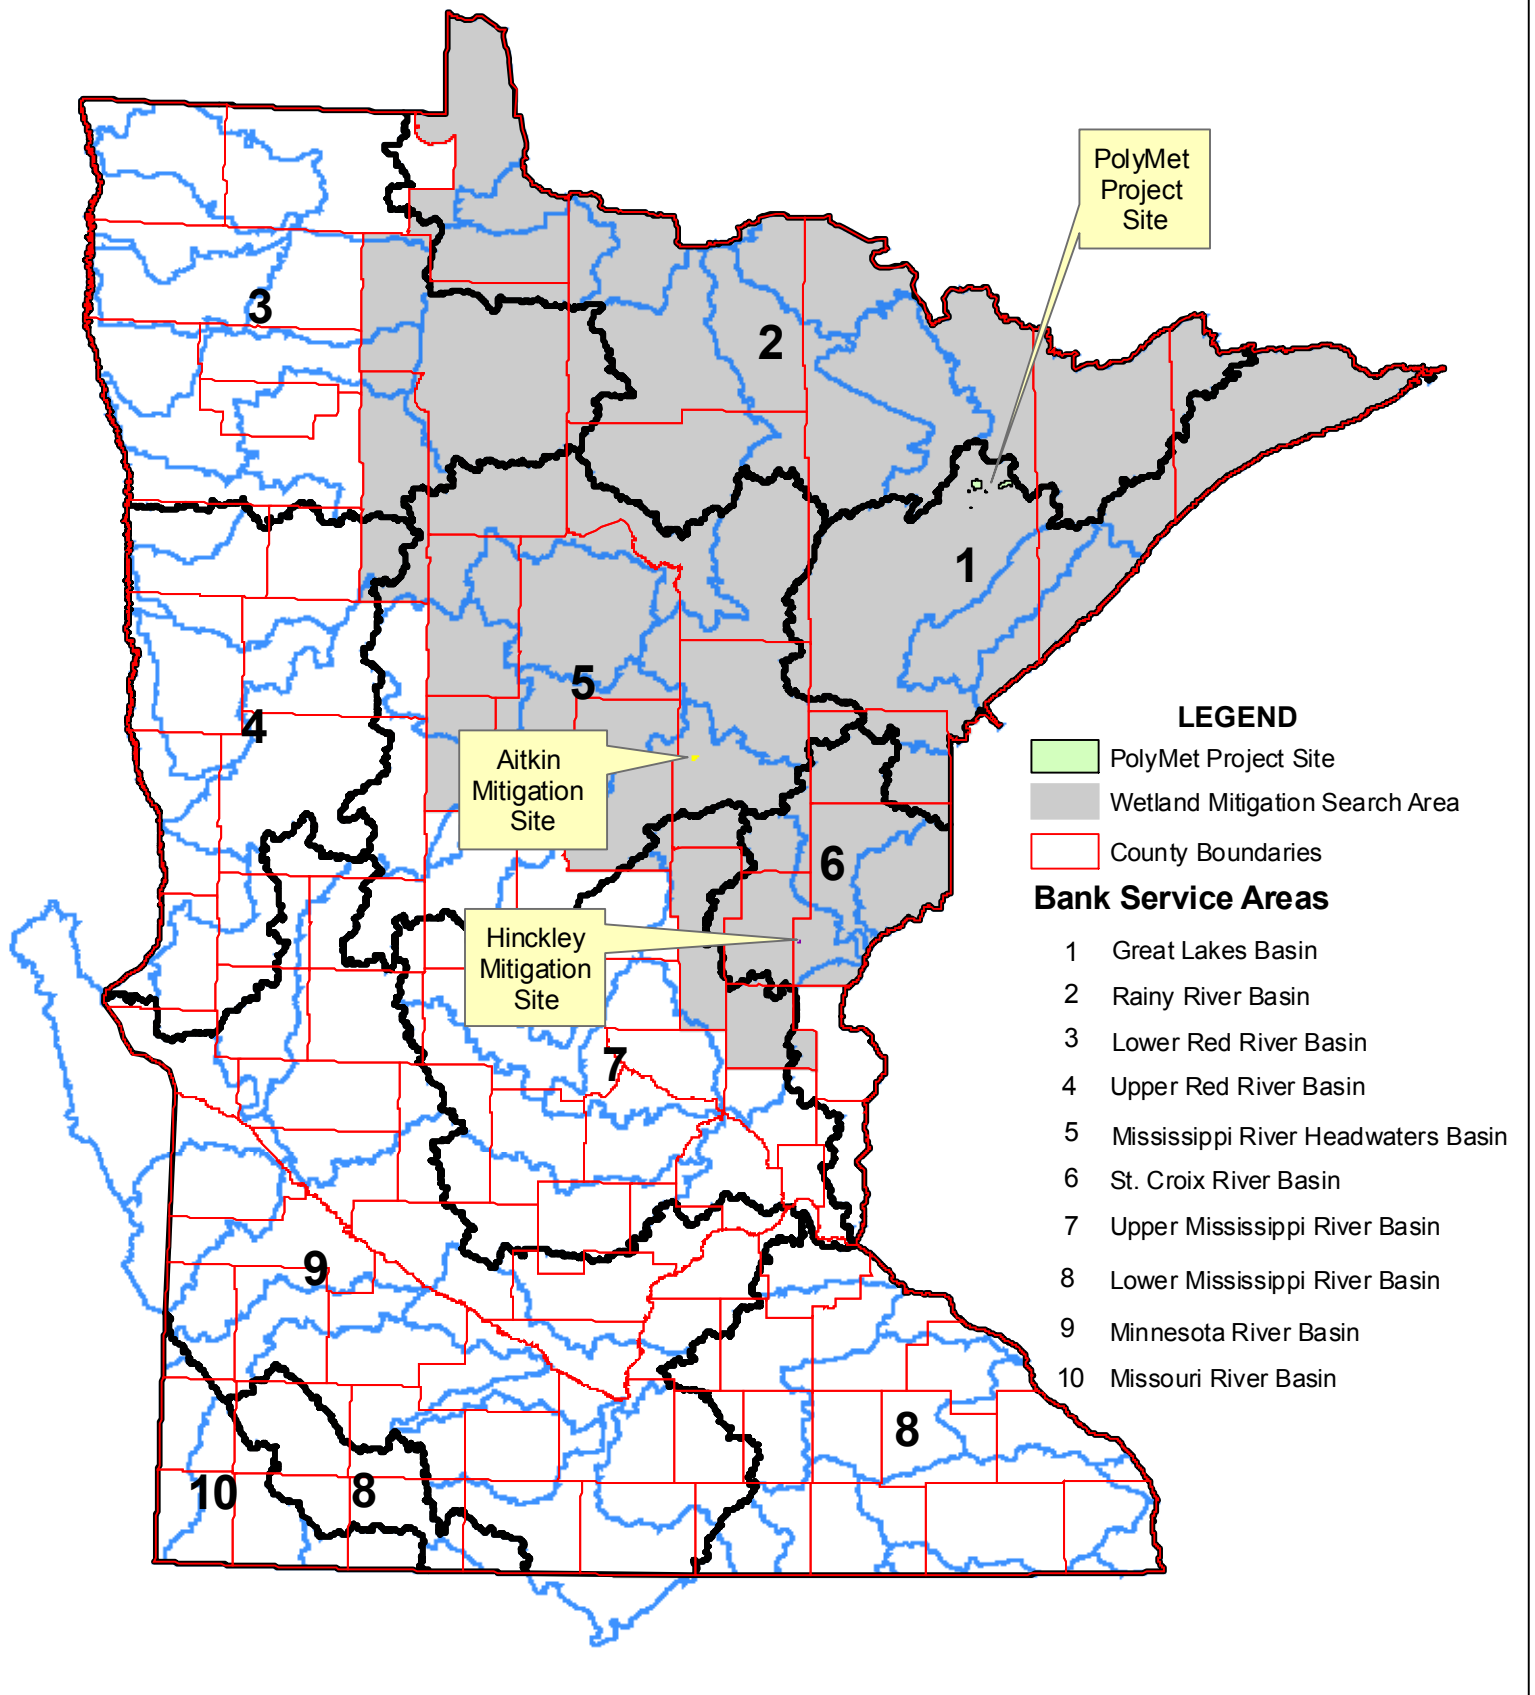 PolyMet
Project
Site
3
2
1
5
4
Aitkin
Mitigation
Site
6
Hinckley
Mitigation
Site
7
9
8
10
8
LEGEND
PolyMet Project Site
Wetland Mitigation Search Area
County Boundaries
Bank Service Areas
1 Great Lakes Basin
2 Rainy River Basin
3 Lower Red River Basin
4 Upper Red River Basin
5 Mississippi River Headwaters Basin
6 St. Croix River Basin
7 Upper Mississippi River Basin
8 Lower Mississippi River Basin
9 Minnesota River Basin
10 Missouri River Basin